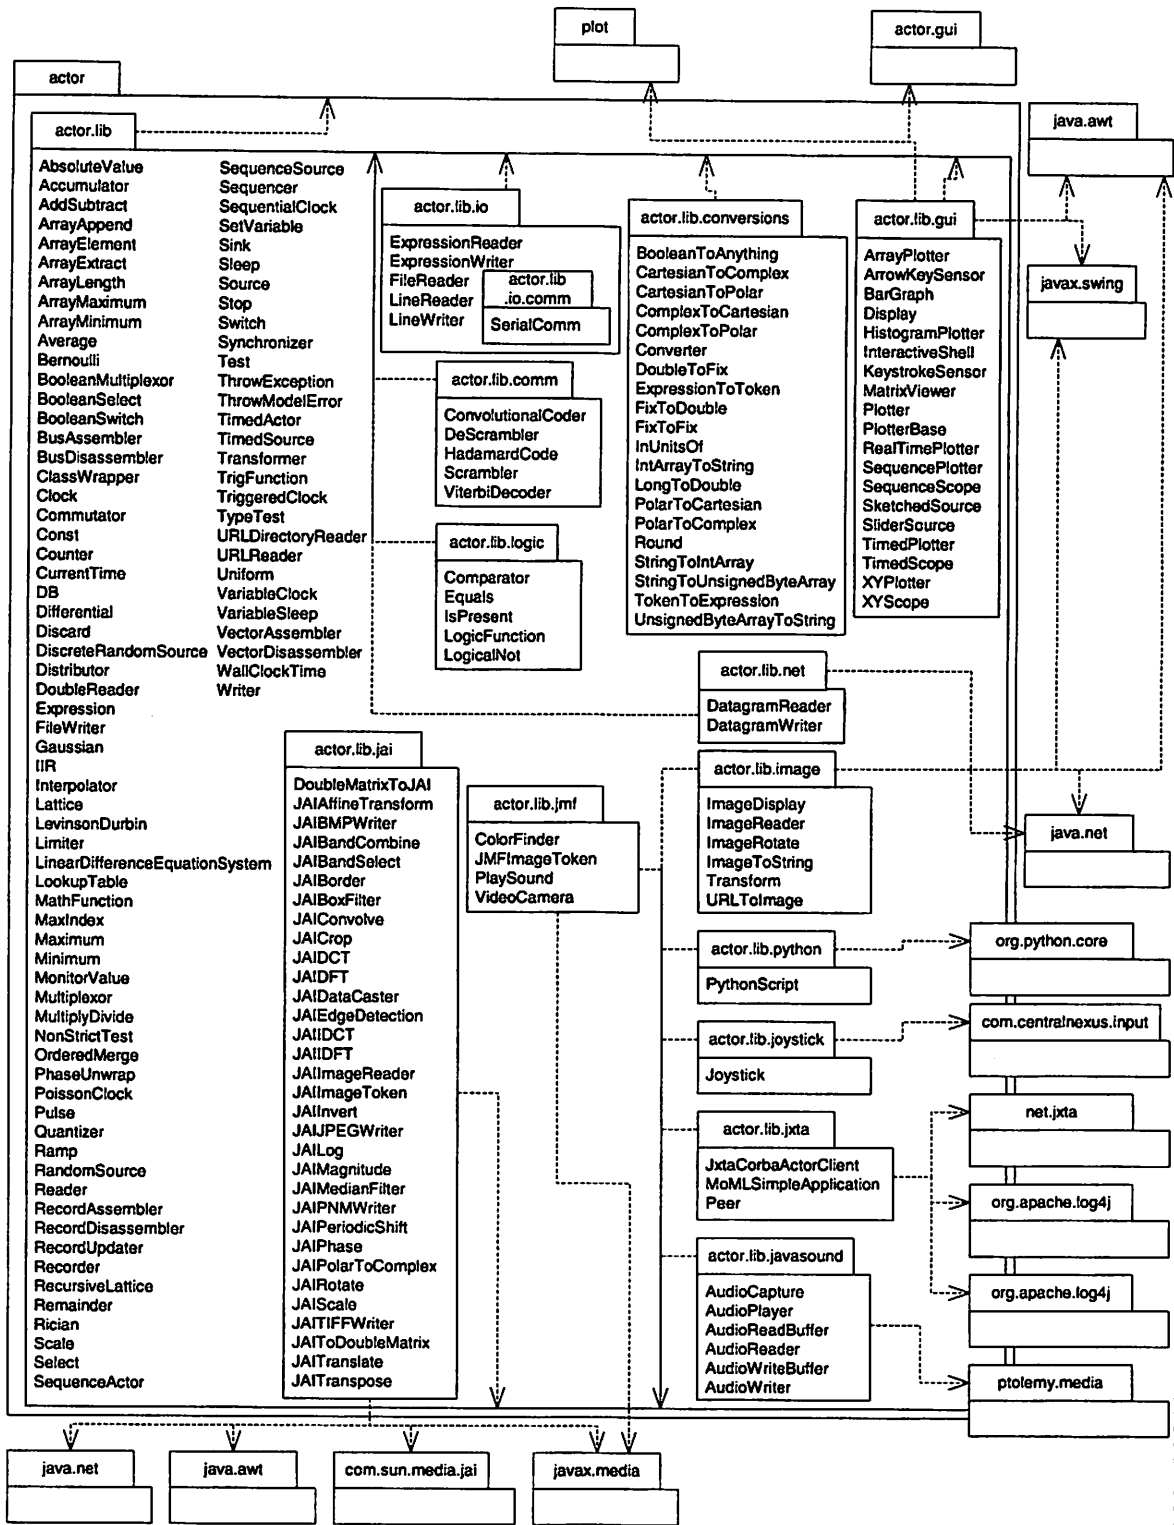 plot
actor.gui
actor
java.awt
actor.lib
AbsoluteValue
Accumulator
AddSubtract
ArrayAppend
ArrayElement
ArrayExtract
ArrayLength
ArrayMaximum
ArrayMinimum
Average
Bernoulli
BooleanMultiplexor
BooleanSelect
BooleanSwitch
BusAssembler
BusDisassembler
ClassWrapper
Clock
Commutator
Const
Counter
CurrentTime
DB
Differential
Discard
DiscreteRandomSource
Distributor
DoubleReader
Expression
FileWriter
Gaussian
IIR
Interpolator
Lattice
LevinsonDurbin
Limiter
LinearDifferenceEquationSystem
LookupTable
MathFunction
MaxIndex
Maximum
Minimum
MonitorValue
Multiplexor
MultiplyDivide
NonStrictTest
OrderedMerge
PhaseUnwrap
PoissonClock
Pulse
Quantizer
Ramp
RandomSource
Reader
RecordAssembler
RecordDisassembler
RecordUpdater
Recorder
RecursiveLattice
Remainder
Rician
Scale
Select
SequenceActor
SequenceSource
Sequencer
SequentialClock
SetVariable
Sink
Sleep
Source
Stop
Switch
Synchronizer
Test
ThrowException
ThrowModelError
TimedActor
TimedSource
Transformer
TrigFunction
TriggeredClock
TypeTest
URLDirectoryReader
URLReader
Uniform
VariableClock
VariableSleep
VectorAssembler
VectorDisassembler
WallClockTime
Writer
actor.lib.io
ExpressionReader
ExpressionWriter
FileReader
LineReader
LineWriter
actor.lib
.io.comm
SerialComm
actor.lib.comm
ConvolutionalCoder
DeScrambler
HadamardCode
Scrambler
ViterbiDecoder
actor.lib.logic
Comparator
Equals
IsPresent
LogicFunction
LogicalNot
actor.lib.conversions
BooleanToAnything
CartesianToComplex
CartesianToPolar
ComplexToCartesian
ComplexToPolar
Converter
DoubleToFix
ExpressionToToken
FixToDouble
FixToFix
InUnitsOf
IntArrayToString
LongToDouble
PolarToCartesian
PolarToComplex
Round
StringToIntArray
StringToUnsignedByteArray
TokenToExpression
UnsignedByteArrayToString
actor.lib.gui
ArrayPlotter
ArrowKeySensor
BarGraph
Display
HistogramPlotter
InteractiveShell
KeystrokeSensor
MatrixViewer
Plotter
PlotterBase
RealTimePlotter
SequencePlotter
SequenceScope
SketchedSource
SliderSource
TimedPlotter
TimedScope
XYPlotter
XYScope
javax.swing
actor.lib.net
DatagramReader
DatagramWriter
actor.lib.jai
DoubleMatrixToJAI
JAIAffineTransform
JAIBMPWriter
JAIBandCombine
JAIBandSelect
JAIBorder
JAIBoxFilter
JAIConvolve
JAICrop
JAIDCT
JAIDFT
JAIDataCaster
JAIEdgeDetection
JAIIDCT
JAIIDFT
JAIImageReader
JAIImageToken
JAIInvert
JAIJPEGWriter
JAILog
JAIMagnitude
JAIMedianFilter
JAIPNMWriter
JAIPeriodicShift
JAIPhase
JAIPolarToComplex
JAIRotate
JAIScale
JAITIFFWriter
JAIToDoubleMatrix
JAITranslate
JAITranspose
actor.lib.jmf
ColorFinder
JMFImageToken
PlaySound
VideoCamera
actor.lib.image
ImageDisplay
ImageReader
ImageRotate
ImageToString
Transform
URLToImage
java.net
actor.lib.python
PythonScript
org.python.core
actor.lib.joystick
Joystick
com.centralnexus.input
actor.lib.jxta
JxtaCorbaActorClient
MoMLSimpleApplication
Peer
net.jxta
org.apache.log4j
actor.lib.javasound
AudioCapture
AudioPlayer
AudioReadBuffer
AudioReader
AudioWriteBuffer
AudioWriter
org.apache.log4j
ptolemy.media
java.net
java.awt
com.sun.media.jai
javax.media